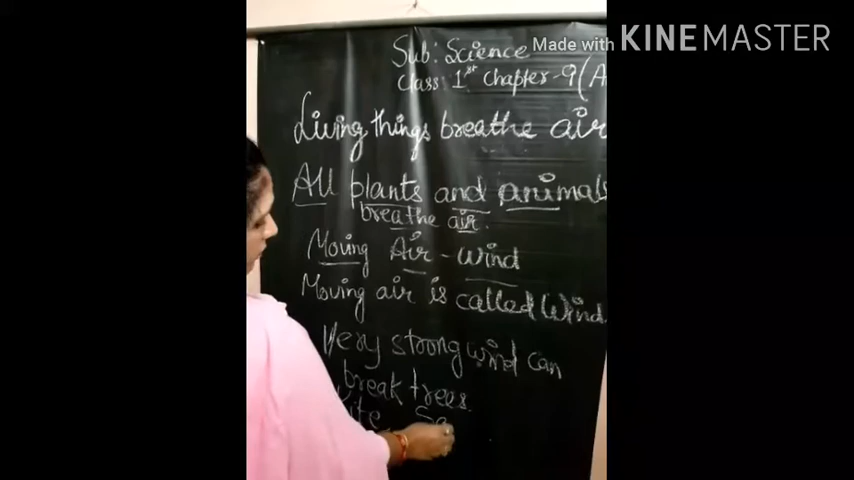 Made with KINEMASTER
Sub: Science
Class: 1st Chapter-9 (A
Living things breathe air
All plants and animals
breathe air.
Moving Air - Wind
Moving air is called Wind.
Very strong wind can
break trees.